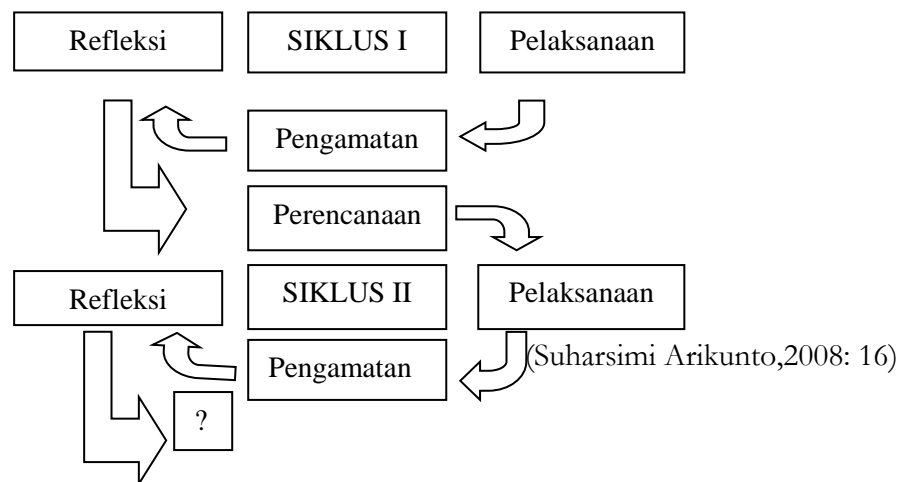 Refleksi SIKLUS I Pelaksanaan
Pengamatan
Perencanaan
Refleksi SIKLUS II Pelaksanaan
Pengamatan
(Suharsimi Arikunto,2008: 16)
?